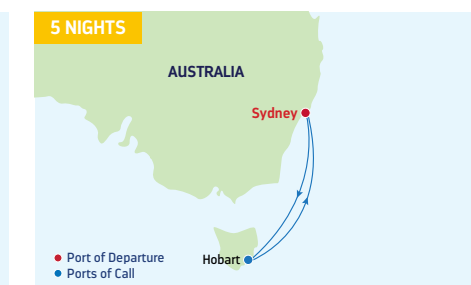 5 NIGHTS
AUSTRALIA
Sydney
Hobart
Port of Departure
Ports of Call